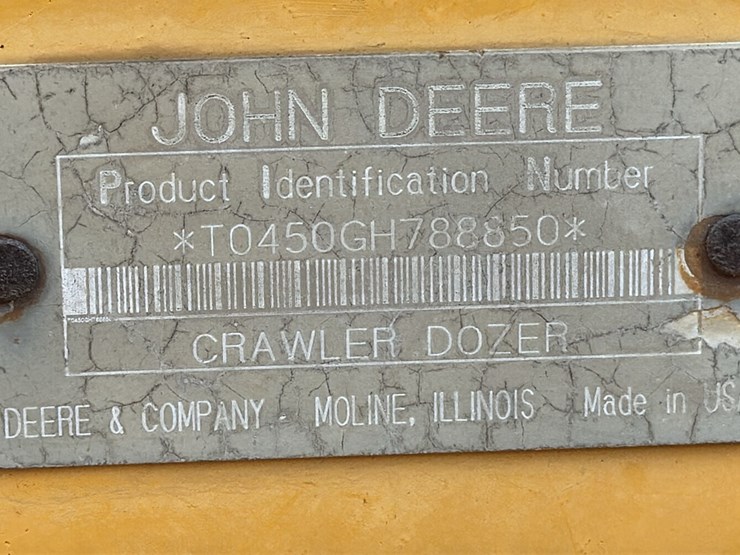 JOHN DEERE
Product Identification Number
*T0450GH788850*
CRAWLER DOZER
DEERE & COMPANY MOLINE, ILLINOIS Made in USA